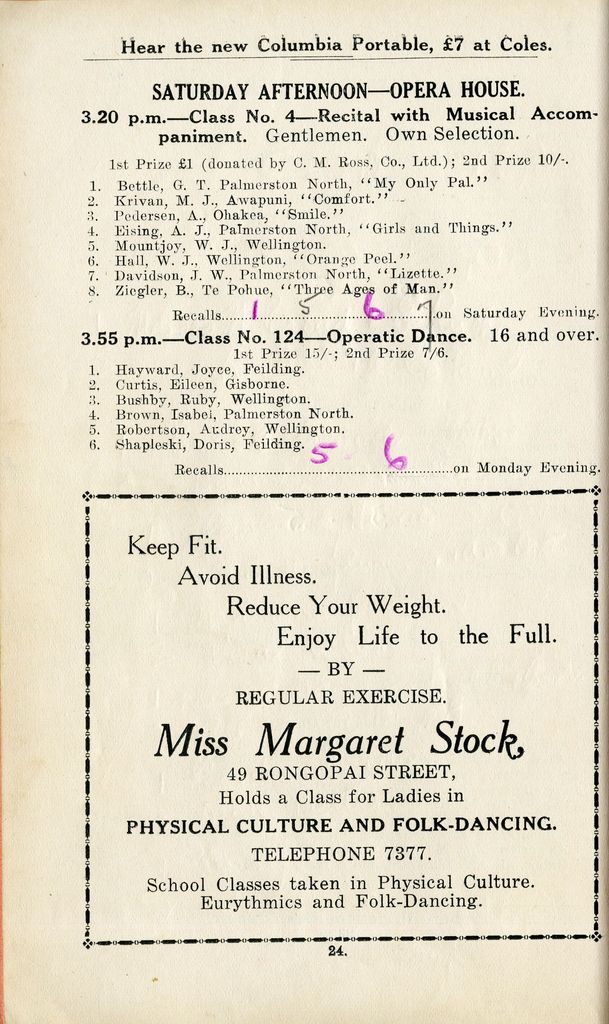 Hear the new Columbia Portable, £7 at Coles.
SATURDAY AFTERNOON—OPERA HOUSE.
3.20 p.m.—Class No. 4—Recital with Musical Accom-
paniment. Gentlemen. Own Selection.
1st Prize £1 (donated by C. M. Ross, Co., Ltd.); 2nd Prize 10/-.
1. Bettle, G. T. Palmerston North, "My Only Pal."
2. Krivan, M. J., Awapuni, "Comfort."
3. Pedersen, A., Ohakea, "Smile."
4. Eising, A. J., Palmerston North, "Girls and Things."
5. Mountjoy, W. J., Wellington.
6. Hall, W. J., Wellington, "Orange Peel."
7. Davidson, J. W., Palmerston North, "Lizette."
8. Ziegler, B., Te Pohue, "Three Ages of Man."
Recalls......1 5 6 7......on Saturday Evening.
3.55 p.m.—Class No. 124—Operatic Dance. 16 and over.
1st Prize 15/-; 2nd Prize 7/6.
1. Hayward, Joyce, Feilding.
2. Curtis, Eileen, Gisborne.
3. Bushby, Ruby, Wellington.
4. Brown, Isabel, Palmerston North.
5. Robertson, Audrey, Wellington.
6. Shapleski, Doris, Feilding.
Recalls......5 6......on Monday Evening.
Keep Fit.
Avoid Illness.
Reduce Your Weight.
Enjoy Life to the Full.
— BY —
REGULAR EXERCISE.
Miss Margaret Stock,
49 RONGOPAI STREET,
Holds a Class for Ladies in
PHYSICAL CULTURE AND FOLK-DANCING.
TELEPHONE 7377.
School Classes taken in Physical Culture.
Eurythmics and Folk-Dancing.
24.